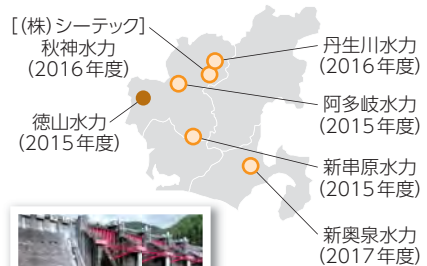 [(株)シーテック]
秋神水力
(2016年度)
徳山水力
(2015年度)
丹生川水力
(2016年度)
阿多岐水力
(2015年度)
新串原水力
(2015年度)
新奥泉水力
(2017年度)